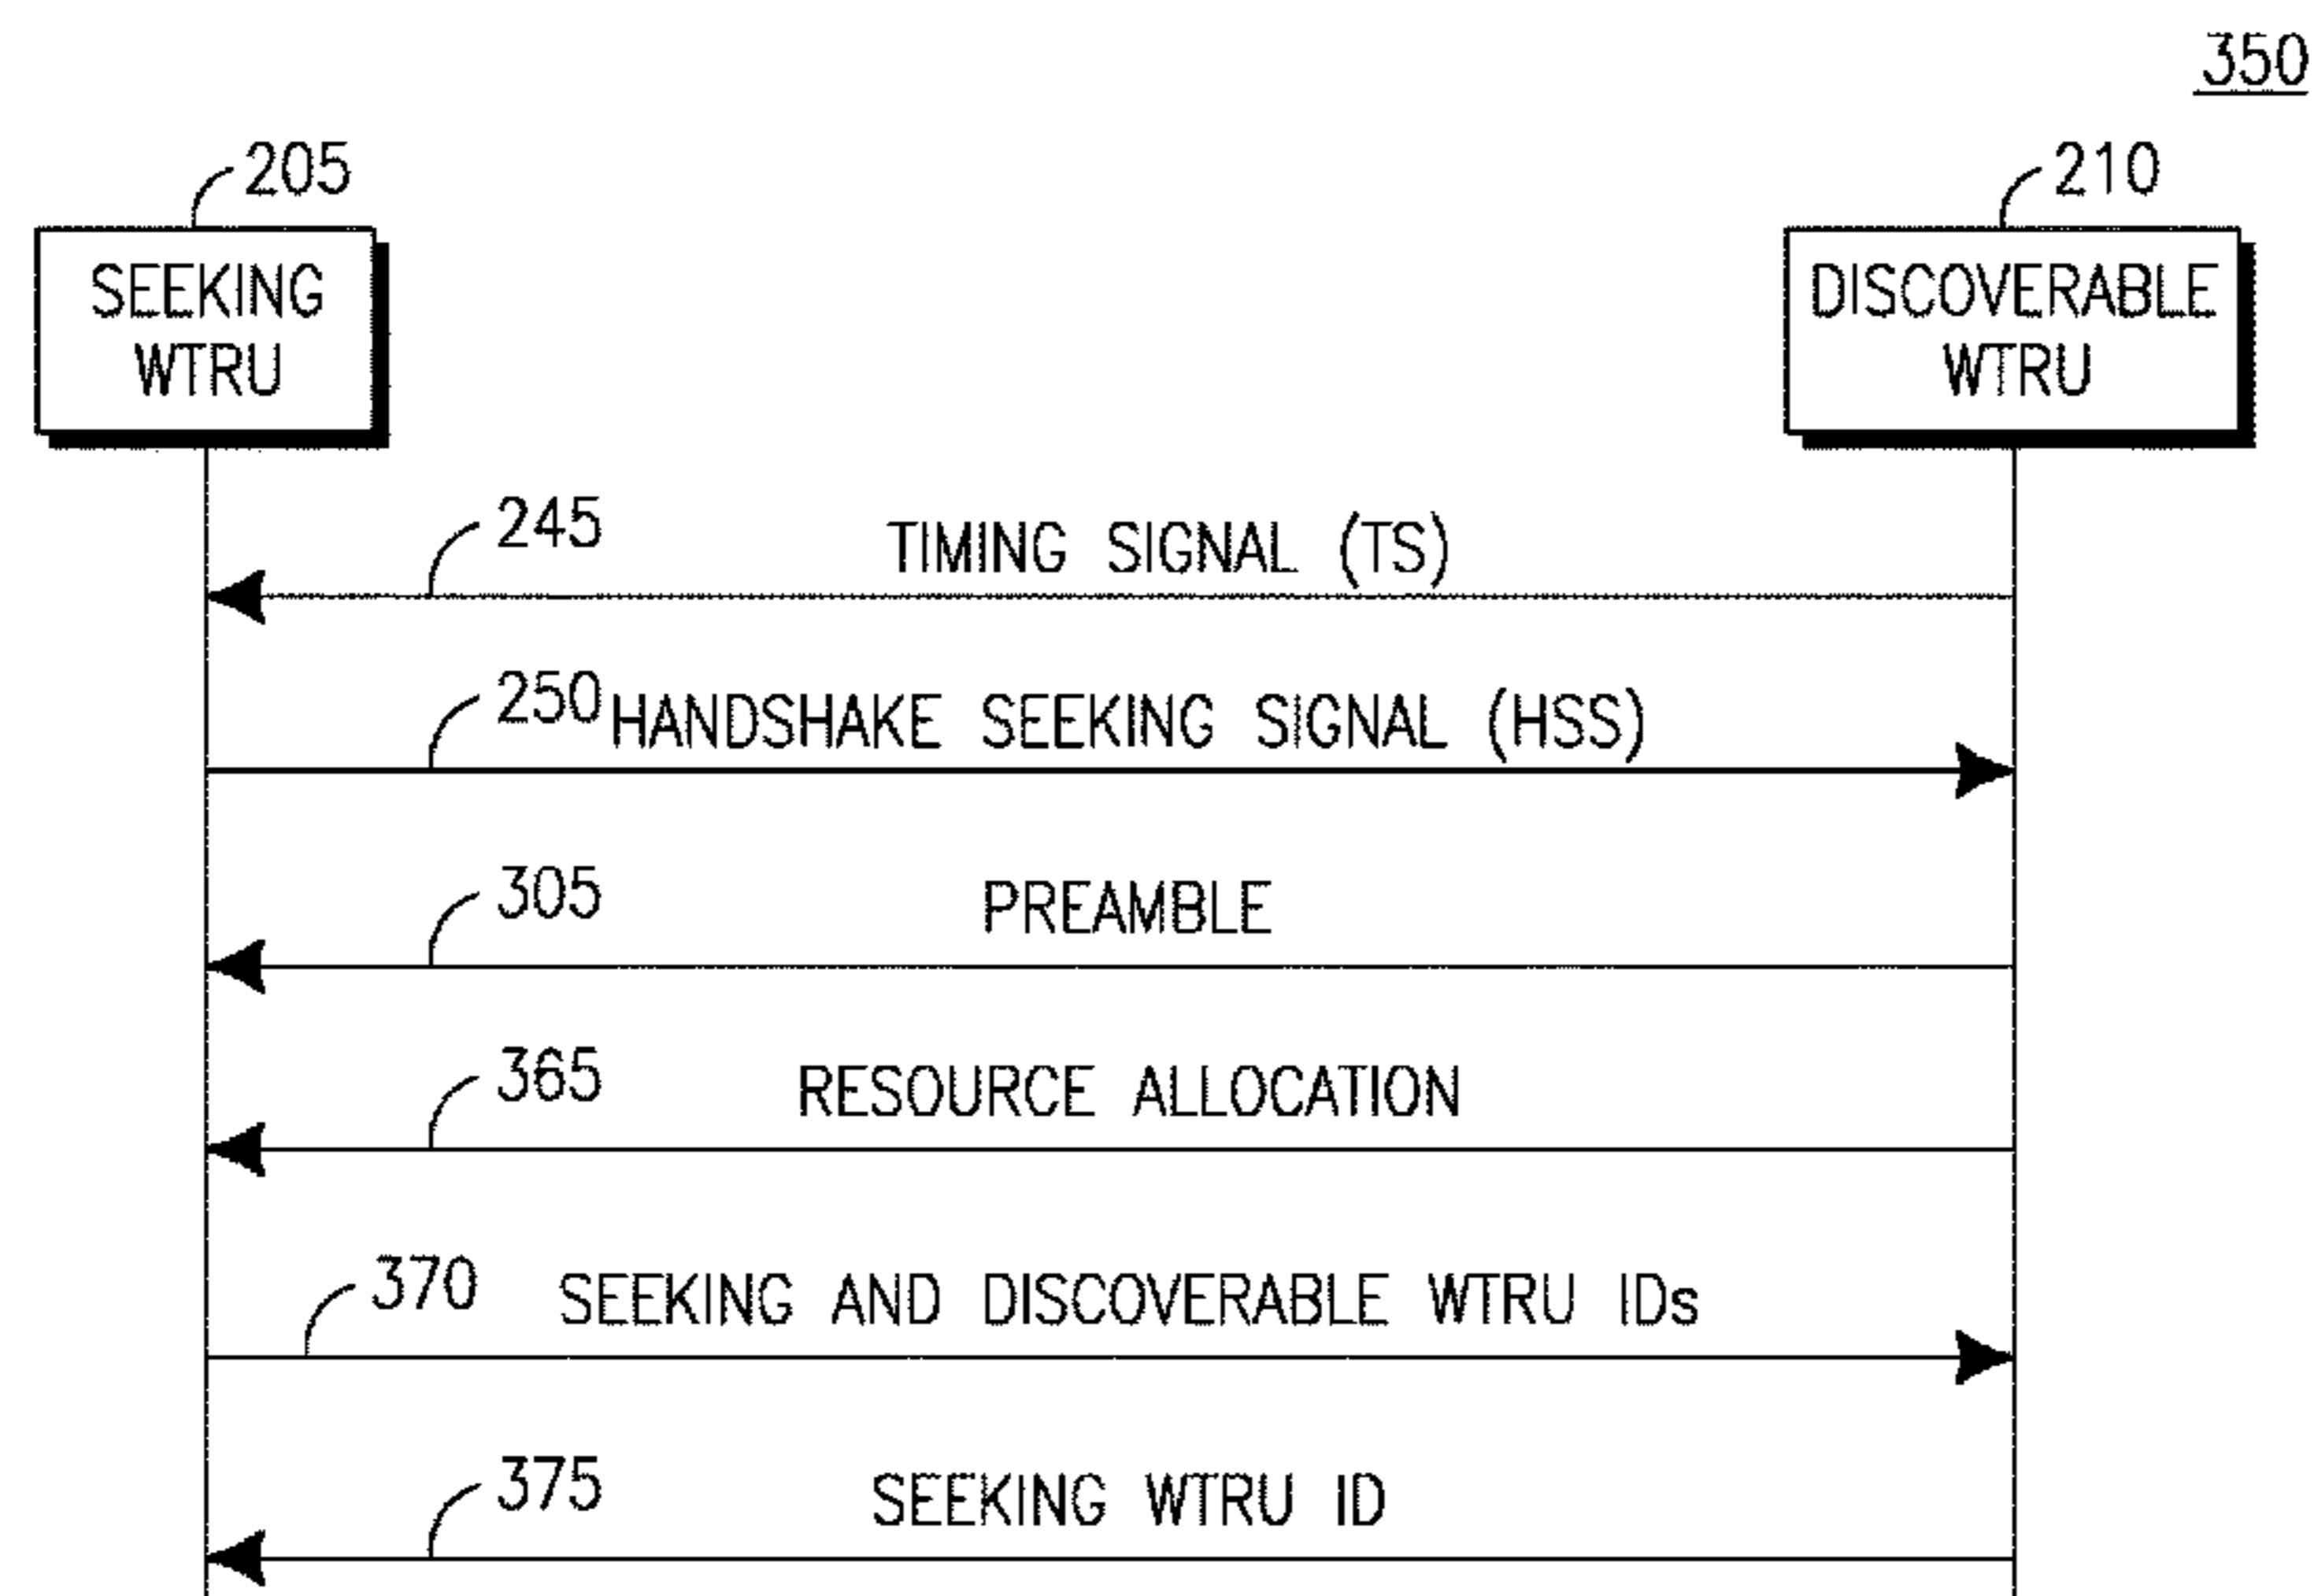 350
205
210
SEEKING
WTRU
DISCOVERABLE
WTRU
245
TIMING SIGNAL (TS)
250
HANDSHAKE SEEKING SIGNAL (HSS)
305
PREAMBLE
365
RESOURCE ALLOCATION
370
SEEKING AND DISCOVERABLE WTRU IDs
375
SEEKING WTRU ID